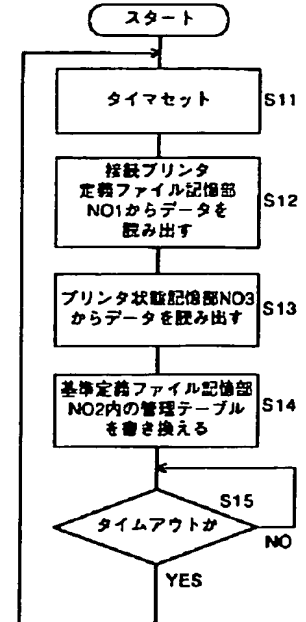 スタート
タイマセット
S11
接続プリンタ
定義ファイル記憶部
NO1からデータを
読み出す
S12
プリンタ状態記憶部NO3
からデータを読み出す
S13
基準定義ファイル記憶部
NO2内の管理テーブル
を書き換える
S14
S15
タイムアウトか
NO
YES